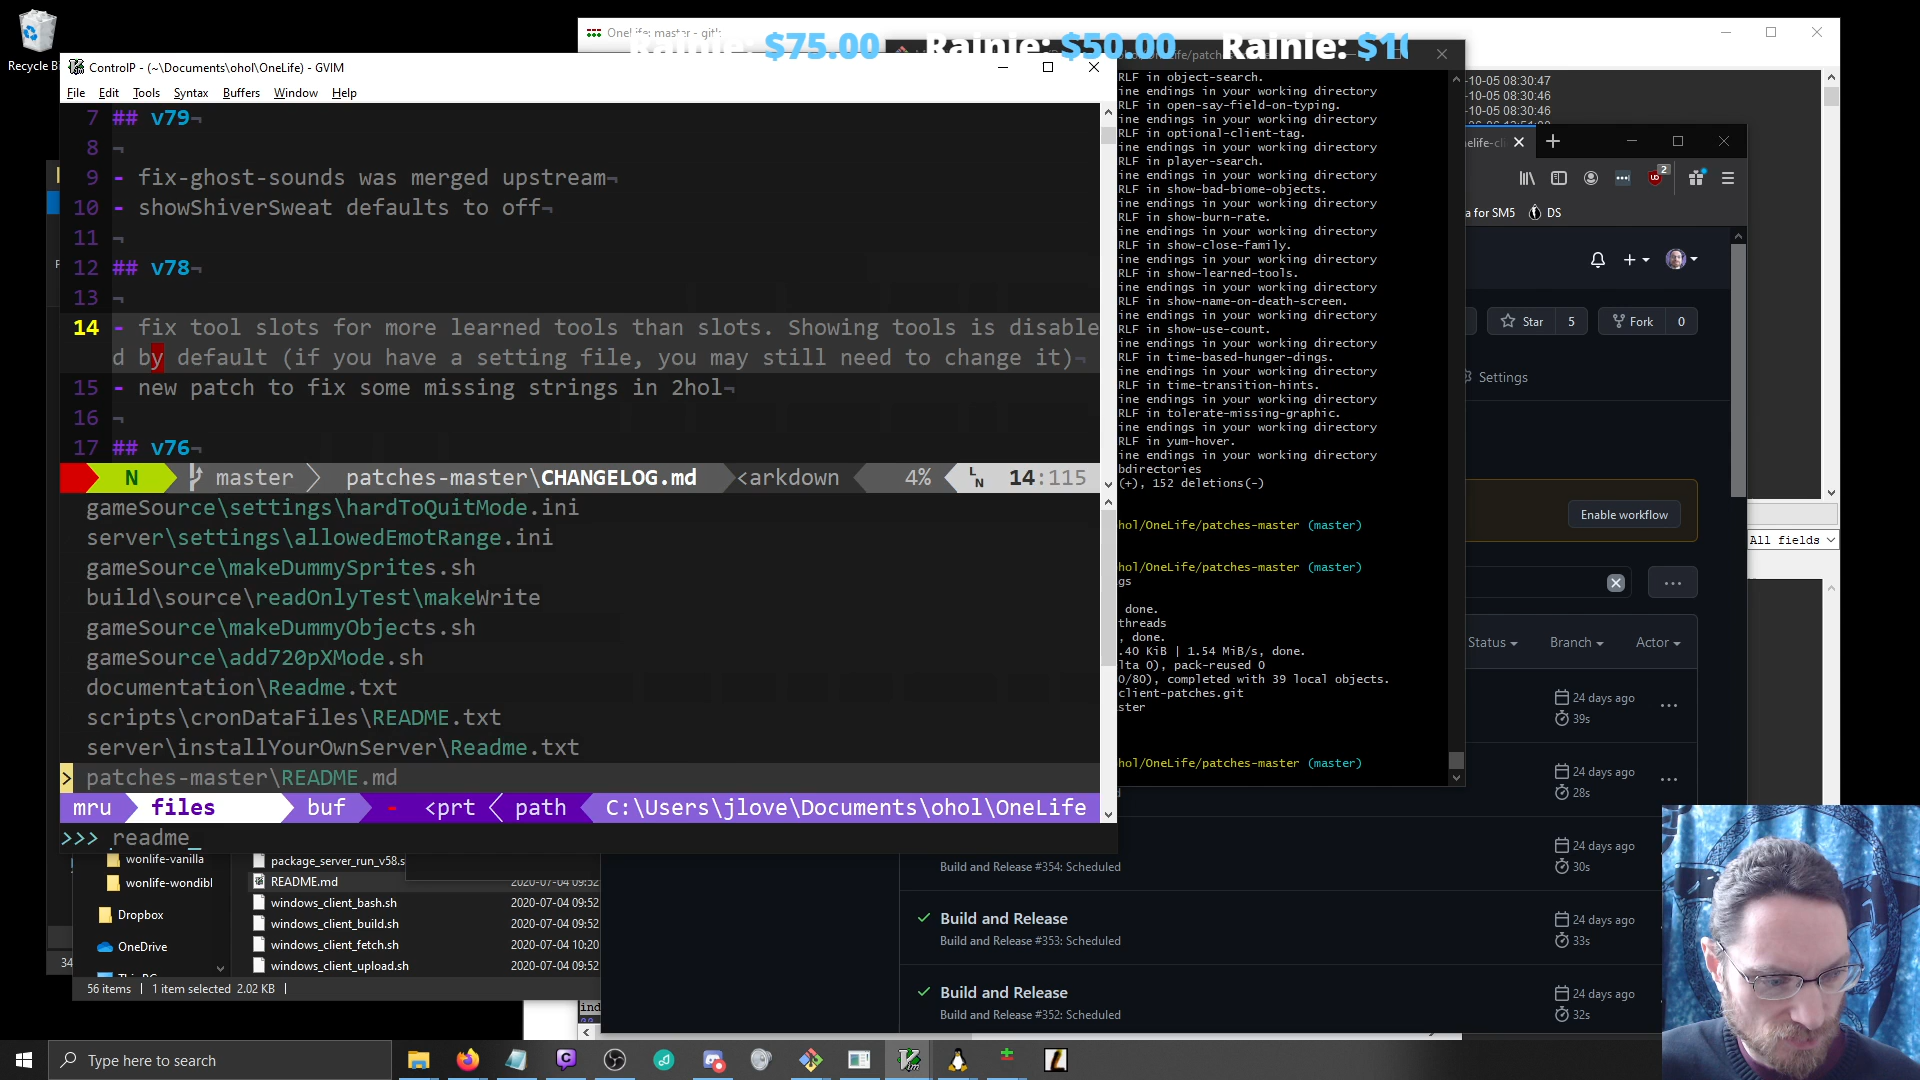 Recycle Bi
OneLife: master - gitk
Rainie: $75.00 Rainie: $50.00 Rainie: $1
ControlP - (~\Documents\ohol\OneLife) - GVIM
File Edit Tools Syntax Buffers Window Help
7 ## v79¬
8 ¬
9 - fix-ghost-sounds was merged upstream¬
10 - showShiverSweat defaults to off¬
11 ¬
12 ## v78¬
13 ¬
14 - fix tool slots for more learned tools than slots. Showing tools is disable
d by default (if you have a setting file, you may still need to change it)¬
15 - new patch to fix some missing strings in 2hol¬
16 ¬
17 ## v76¬
N master patches-master\CHANGELOG.md <arkdown 4% LN 14:115
gameSource\settings\hardToQuitMode.ini
server\settings\allowedEmotRange.ini
gameSource\makeDummySprites.sh
build\source\readOnlyTest\makeWrite
gameSource\makeDummyObjects.sh
gameSource\add720pXMode.sh
documentation\Readme.txt
scripts\cronDataFiles\README.txt
server\installYourOwnServer\Readme.txt
> patches-master\README.md
mru files buf - <prt path C:\Users\jlove\Documents\ohol\OneLife
>>> readme_
RLF in object-search.
ine endings in your working directory
RLF in open-say-field-on-typing.
ine endings in your working directory
RLF in optional-client-tag.
ine endings in your working directory
RLF in player-search.
ine endings in your working directory
RLF in show-bad-biome-objects.
ine endings in your working directory
RLF in show-burn-rate.
ine endings in your working directory
RLF in show-close-family.
ine endings in your working directory
RLF in show-learned-tools.
ine endings in your working directory
RLF in show-name-on-death-screen.
ine endings in your working directory
RLF in show-use-count.
ine endings in your working directory
RLF in time-based-hunger-dings.
ine endings in your working directory
RLF in time-transition-hints.
ine endings in your working directory
RLF in tolerate-missing-graphic.
ine endings in your working directory
RLF in yum-hover.
ine endings in your working directory
bdirectories
(+), 152 deletions(-)
hol/OneLife/patches-master (master)
hol/OneLife/patches-master (master)
gs
done.
threads
, done.
.40 KiB | 1.54 MiB/s, done.
lta 0), pack-reused 0
0/80), completed with 39 local objects.
client-patches.git
ster
hol/OneLife/patches-master (master)
-10-05 08:30:47
-10-05 08:30:46
-10-05 08:30:46
elife-cli
2
a for SM5 DS
Star 5 Fork 0
Settings
Enable workflow
All fields
Status Branch Actor
24 days ago
39s
24 days ago
28s
24 days ago
Build and Release #354: Scheduled 30s
Build and Release 24 days ago
Build and Release #353: Scheduled 33s
Build and Release 24 days ago
Build and Release #352: Scheduled 32s
wonlife-vanilla package_server_run_v58.s
wonlife-wondibl README.md 2020-07-04 09:52
windows_client_bash.sh 2020-07-04 09:52
Dropbox windows_client_build.sh 2020-07-04 09:52
OneDrive windows_client_fetch.sh 2020-07-04 10:20
windows_client_upload.sh 2020-07-04 09:52
56 items 1 item selected 2.02 KB
34
Type here to search